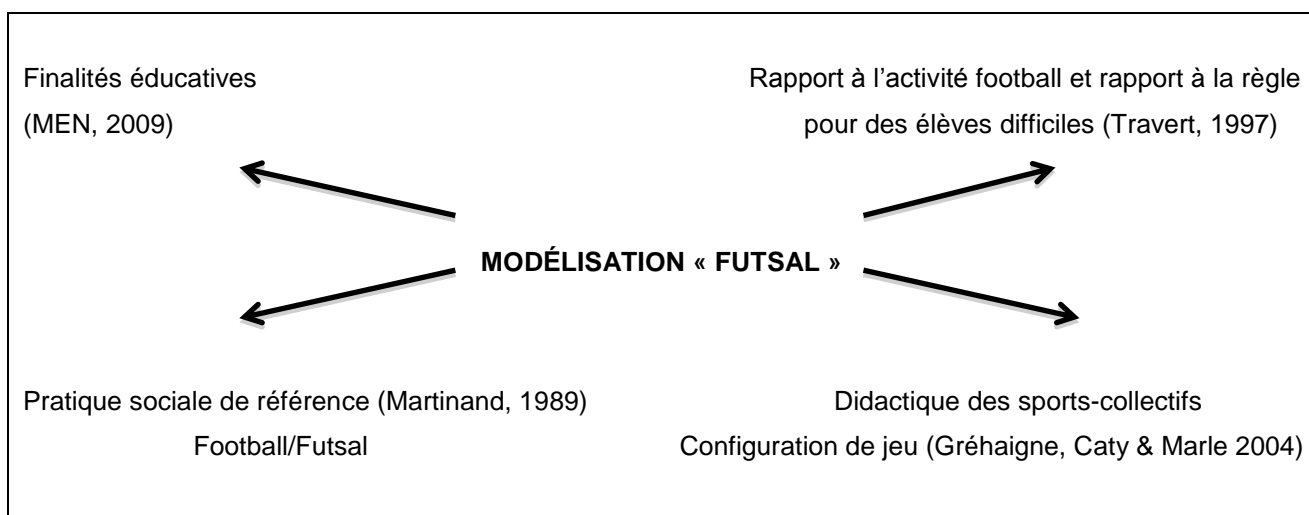 Finalités éducatives
(MEN, 2009)
Rapport à l’activité football et rapport à la règle
pour des élèves difficiles (Travert, 1997)
MODÉLISATION « FUTSAL »
Pratique sociale de référence (Martinand, 1989)
Football/Futsal
Didactique des sports-collectifs
Configuration de jeu (Gréhaigne, Caty & Marle 2004)